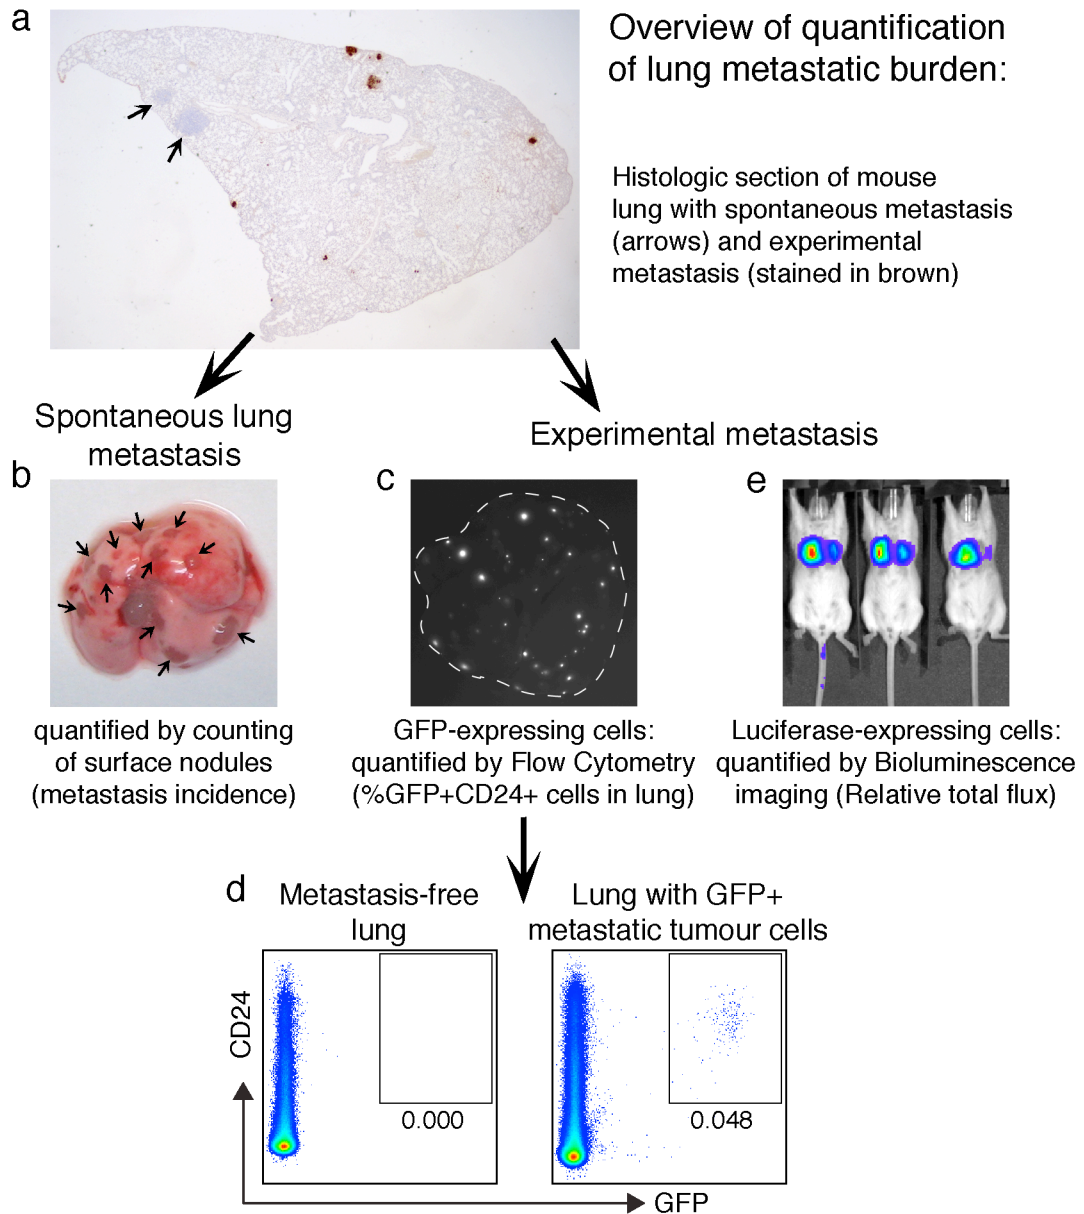 a
Overview of quantification
of lung metastatic burden:
Histologic section of mouse
lung with spontaneous metastasis
(arrows) and experimental
metastasis (stained in brown)
Spontaneous lung
metastasis
Experimental metastasis
b
c
e
quantified by counting
of surface nodules
(metastasis incidence)
GFP-expressing cells:
quantified by Flow Cytometry
(%GFP+CD24+ cells in lung)
Luciferase-expressing cells:
quantified by Bioluminescence
imaging (Relative total flux)
d
Metastasis-free
lung
Lung with GFP+
metastatic tumour cells
CD24
0.000
0.048
GFP